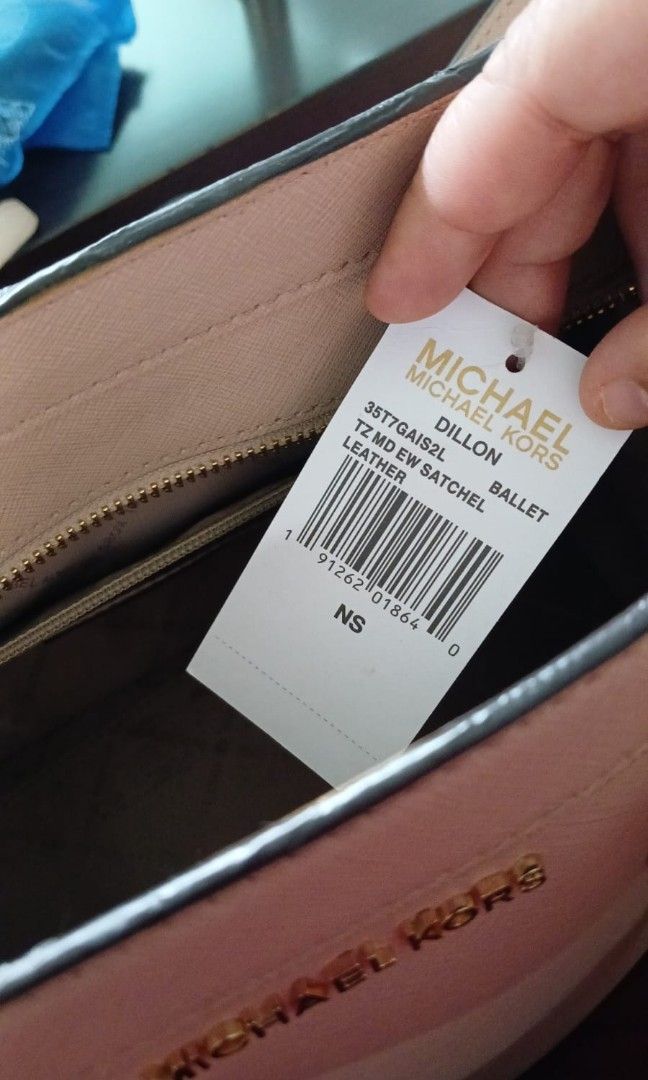 MICHAEL
MICHAEL KORS
DILLON
35T7GAIS2L BALLET
TZ MD EW SATCHEL
LEATHER
1 91262 01864 0
NS
MICHAEL KORS